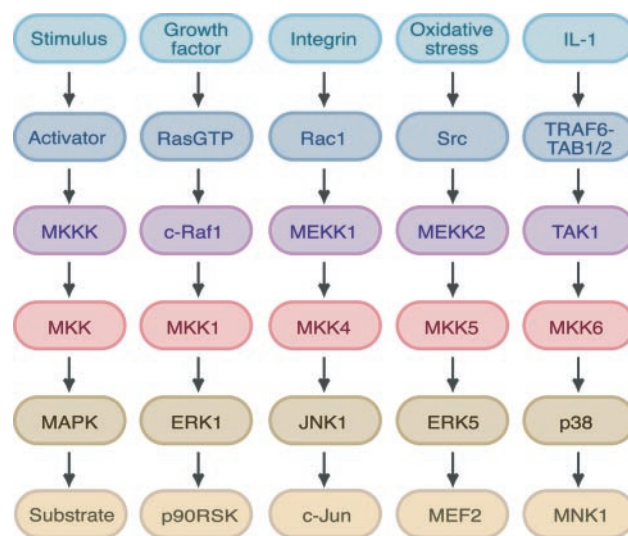 Stimulus
Growth
factor
Integrin
Oxidative
stress
IL-1
Activator
RasGTP
Rac1
Src
TRAF6-
TAB1/2
MKKK
c-Raf1
MEKK1
MEKK2
TAK1
MKK
MKK1
MKK4
MKK5
MKK6
MAPK
ERK1
JNK1
ERK5
p38
Substrate
p90RSK
c-Jun
MEF2
MNK1